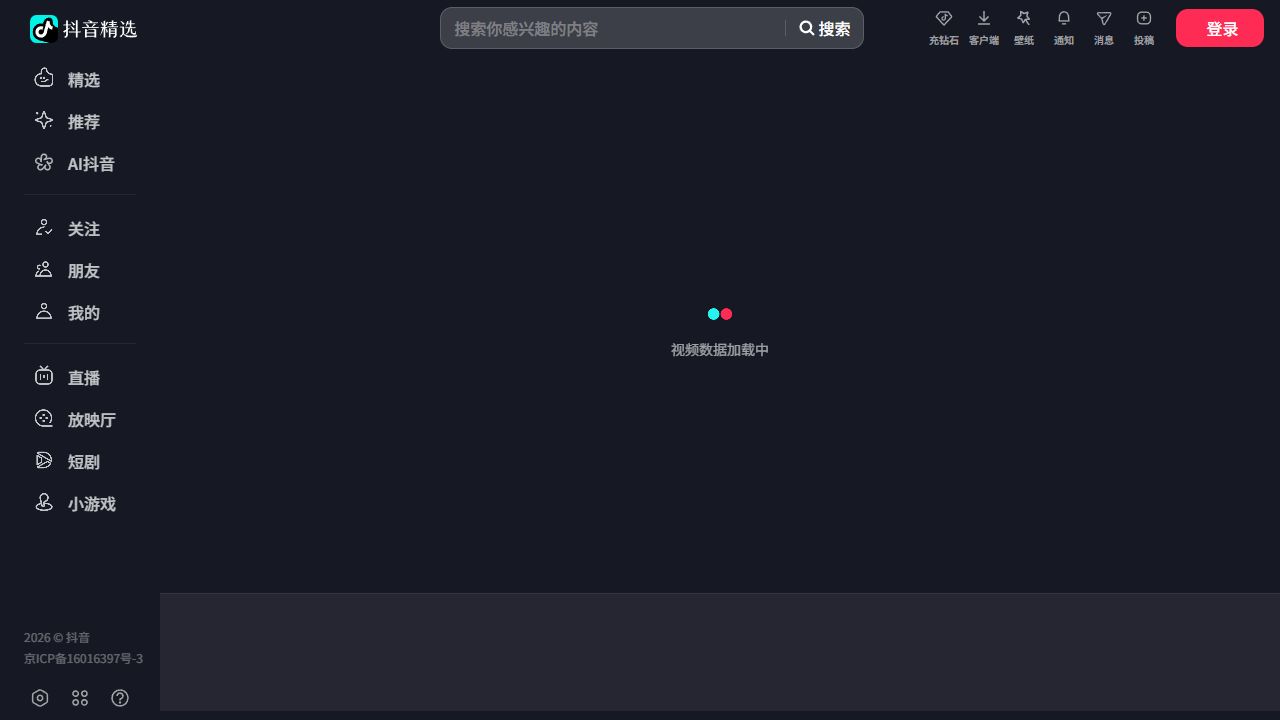 抖音精选
搜索你感兴趣的内容
搜索
充钻石
客户端
壁纸
通知
消息
投稿
登录
精选
推荐
AI抖音
关注
朋友
我的
直播
放映厅
短剧
小游戏
视频数据加载中
2026 © 抖音
京ICP备16016397号-3